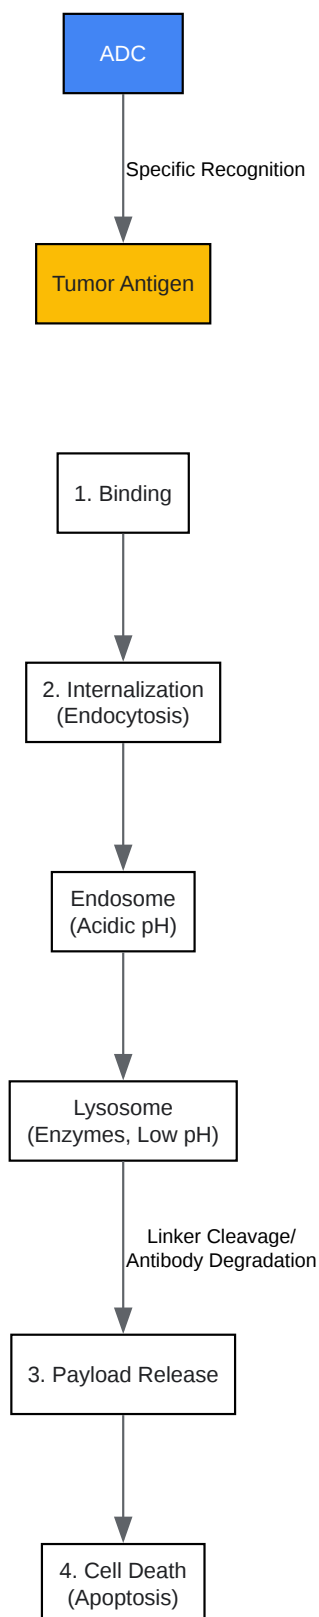 ADC
Specific Recognition
Tumor Antigen
1. Binding
2. Internalization
(Endocytosis)
Endosome
(Acidic pH)
Lysosome
(Enzymes, Low pH)
Linker Cleavage/
Antibody Degradation
3. Payload Release
4. Cell Death
(Apoptosis)